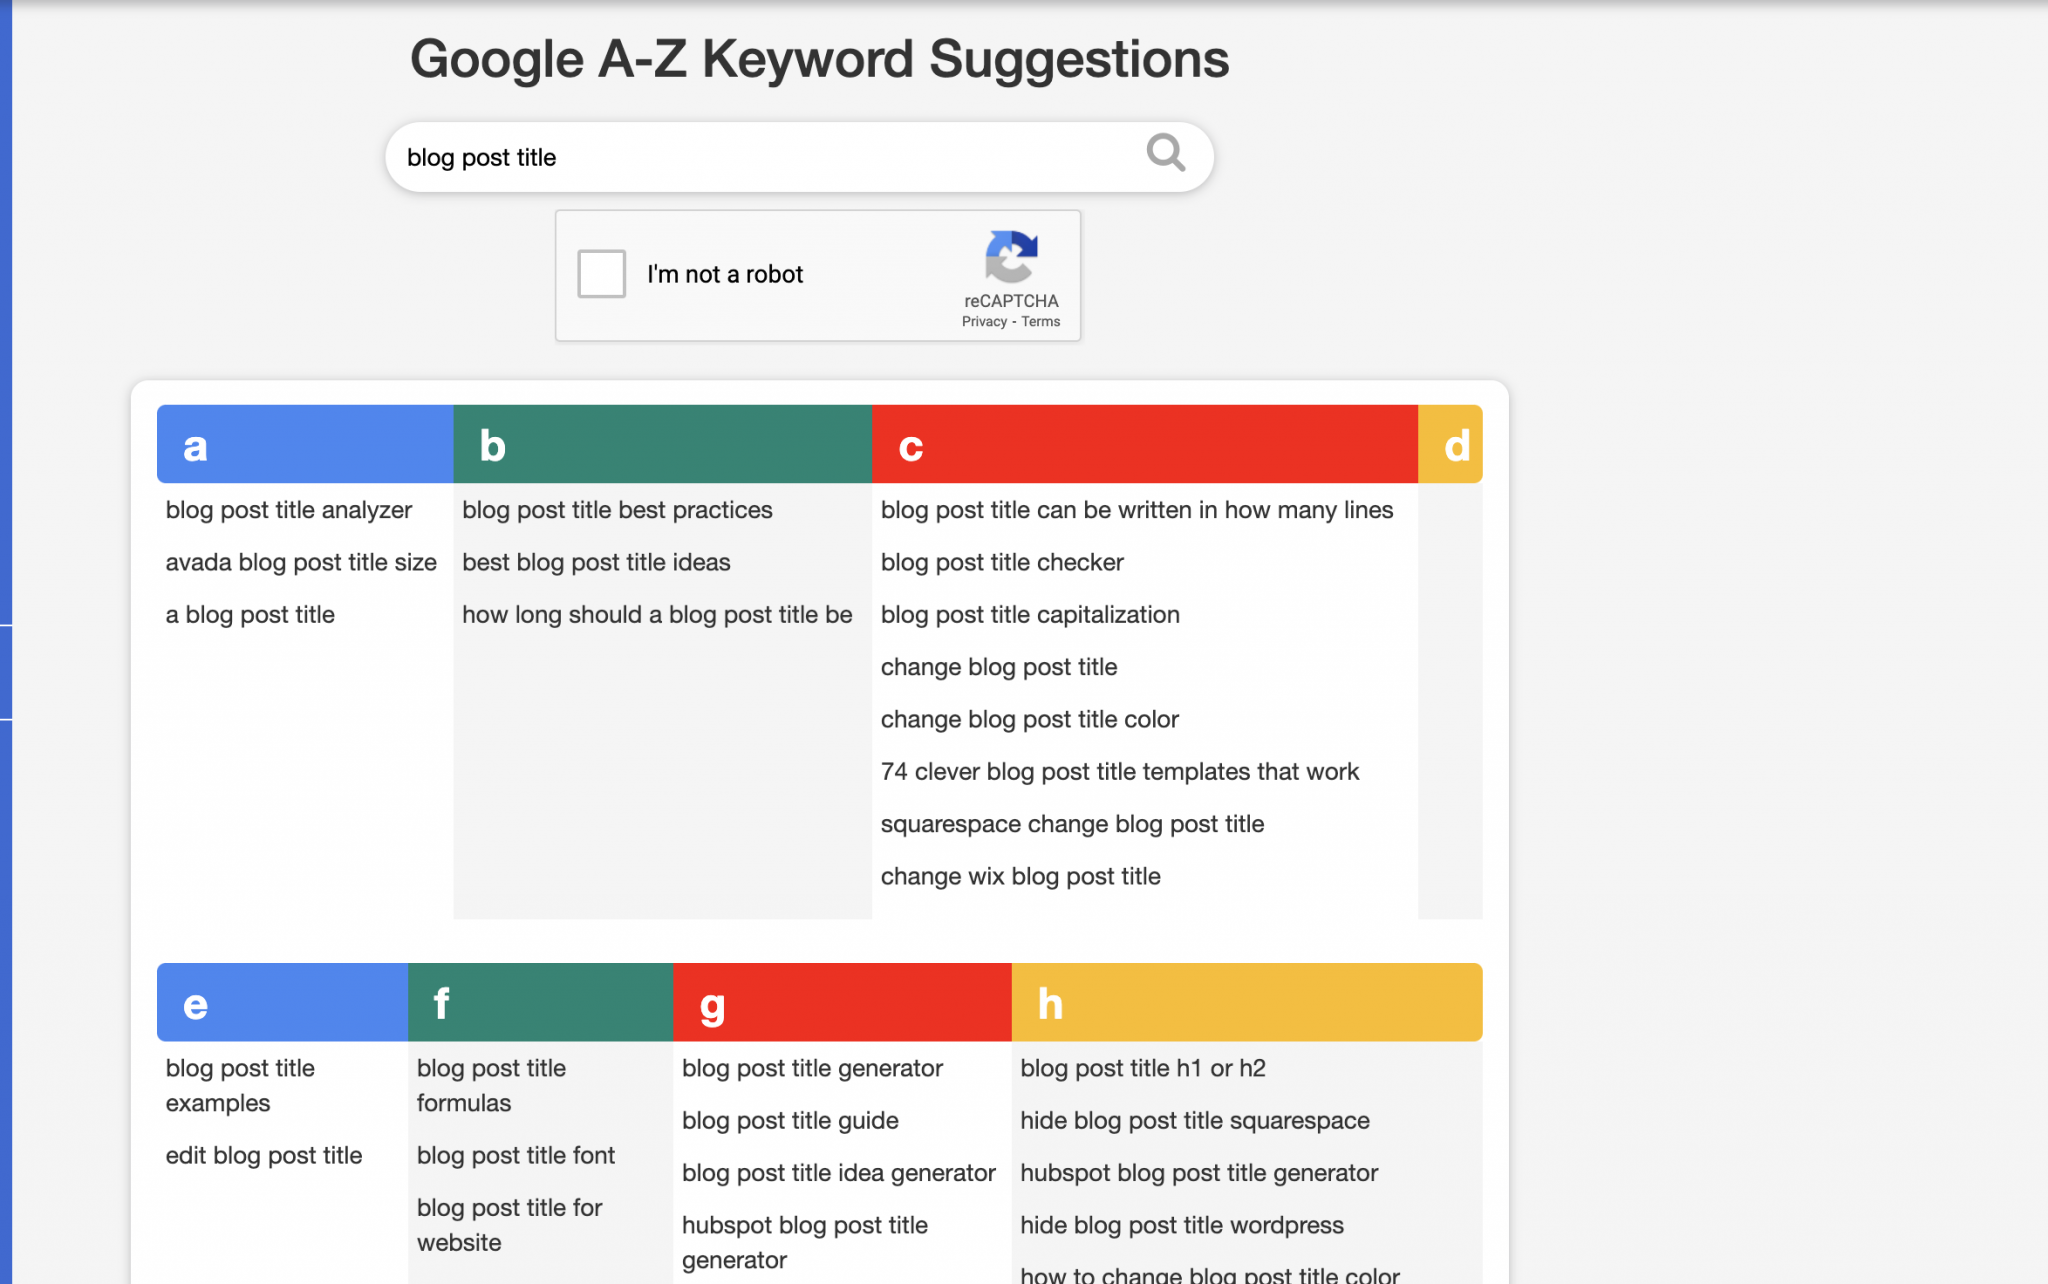 Google A-Z Keyword Suggestions
blog post title
I'm not a robot
reCAPTCHA
Privacy - Terms
a
blog post title analyzer
avada blog post title size
a blog post title
b
blog post title best practices
best blog post title ideas
how long should a blog post title be
c
blog post title can be written in how many lines
blog post title checker
blog post title capitalization
change blog post title
change blog post title color
74 clever blog post title templates that work
squarespace change blog post title
change wix blog post title
d
e
blog post title
examples
edit blog post title
f
blog post title
formulas
blog post title font
blog post title for
website
g
blog post title generator
blog post title guide
blog post title idea generator
hubspot blog post title
generator
h
blog post title h1 or h2
hide blog post title squarespace
hubspot blog post title generator
hide blog post title wordpress
how to change blog post title color